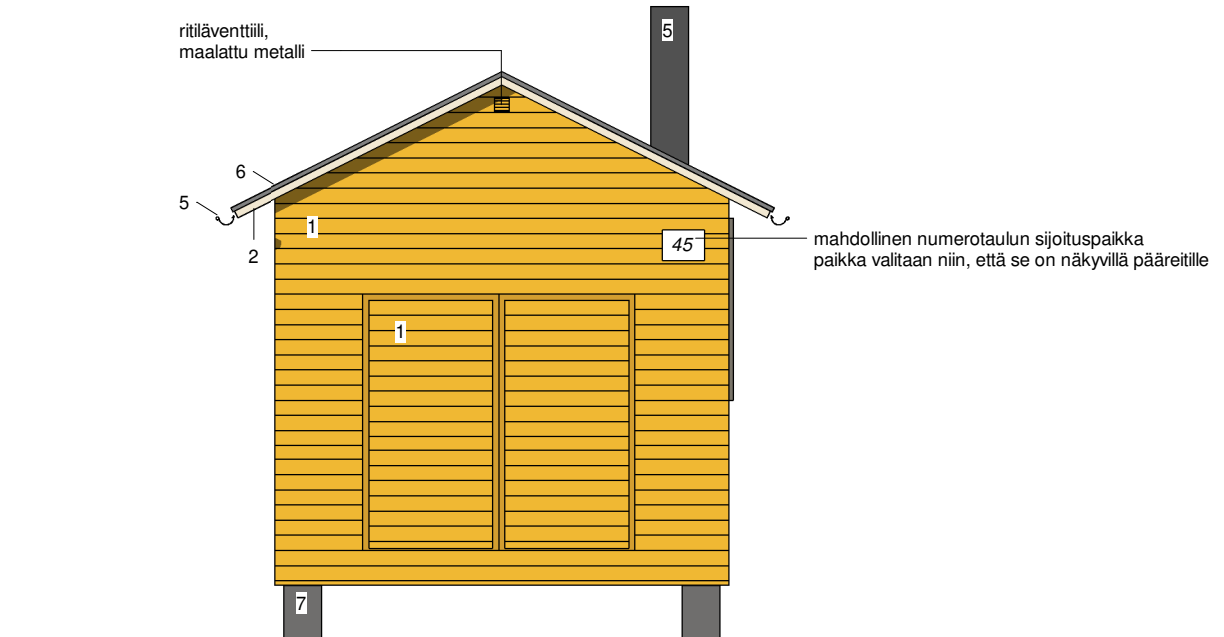 ritiläventtiili,
maalattu metalli
5
6
5
2
1
45
mahdollinen numerotaulun sijoituspaikka
paikka valitaan niin, että se on näkyvillä pääreitille
1
7